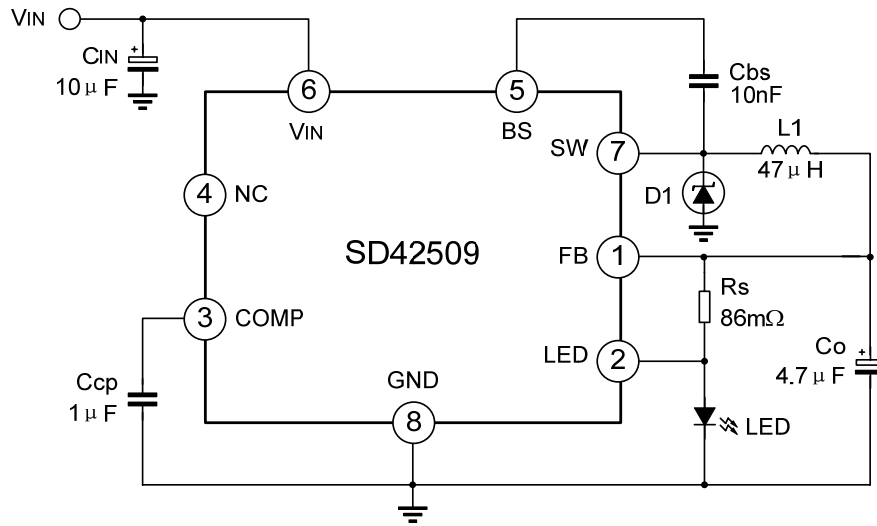 VIN
CIN
+
10μF
6
VIN
5
BS
Cbs
10nF
SW
7
L1
47μH
D1
4
NC
SD42509
FB
1
Rs
86mΩ
3
COMP
LED
2
Co
+
4.7μF
Ccp
1μF
GND
8
LED